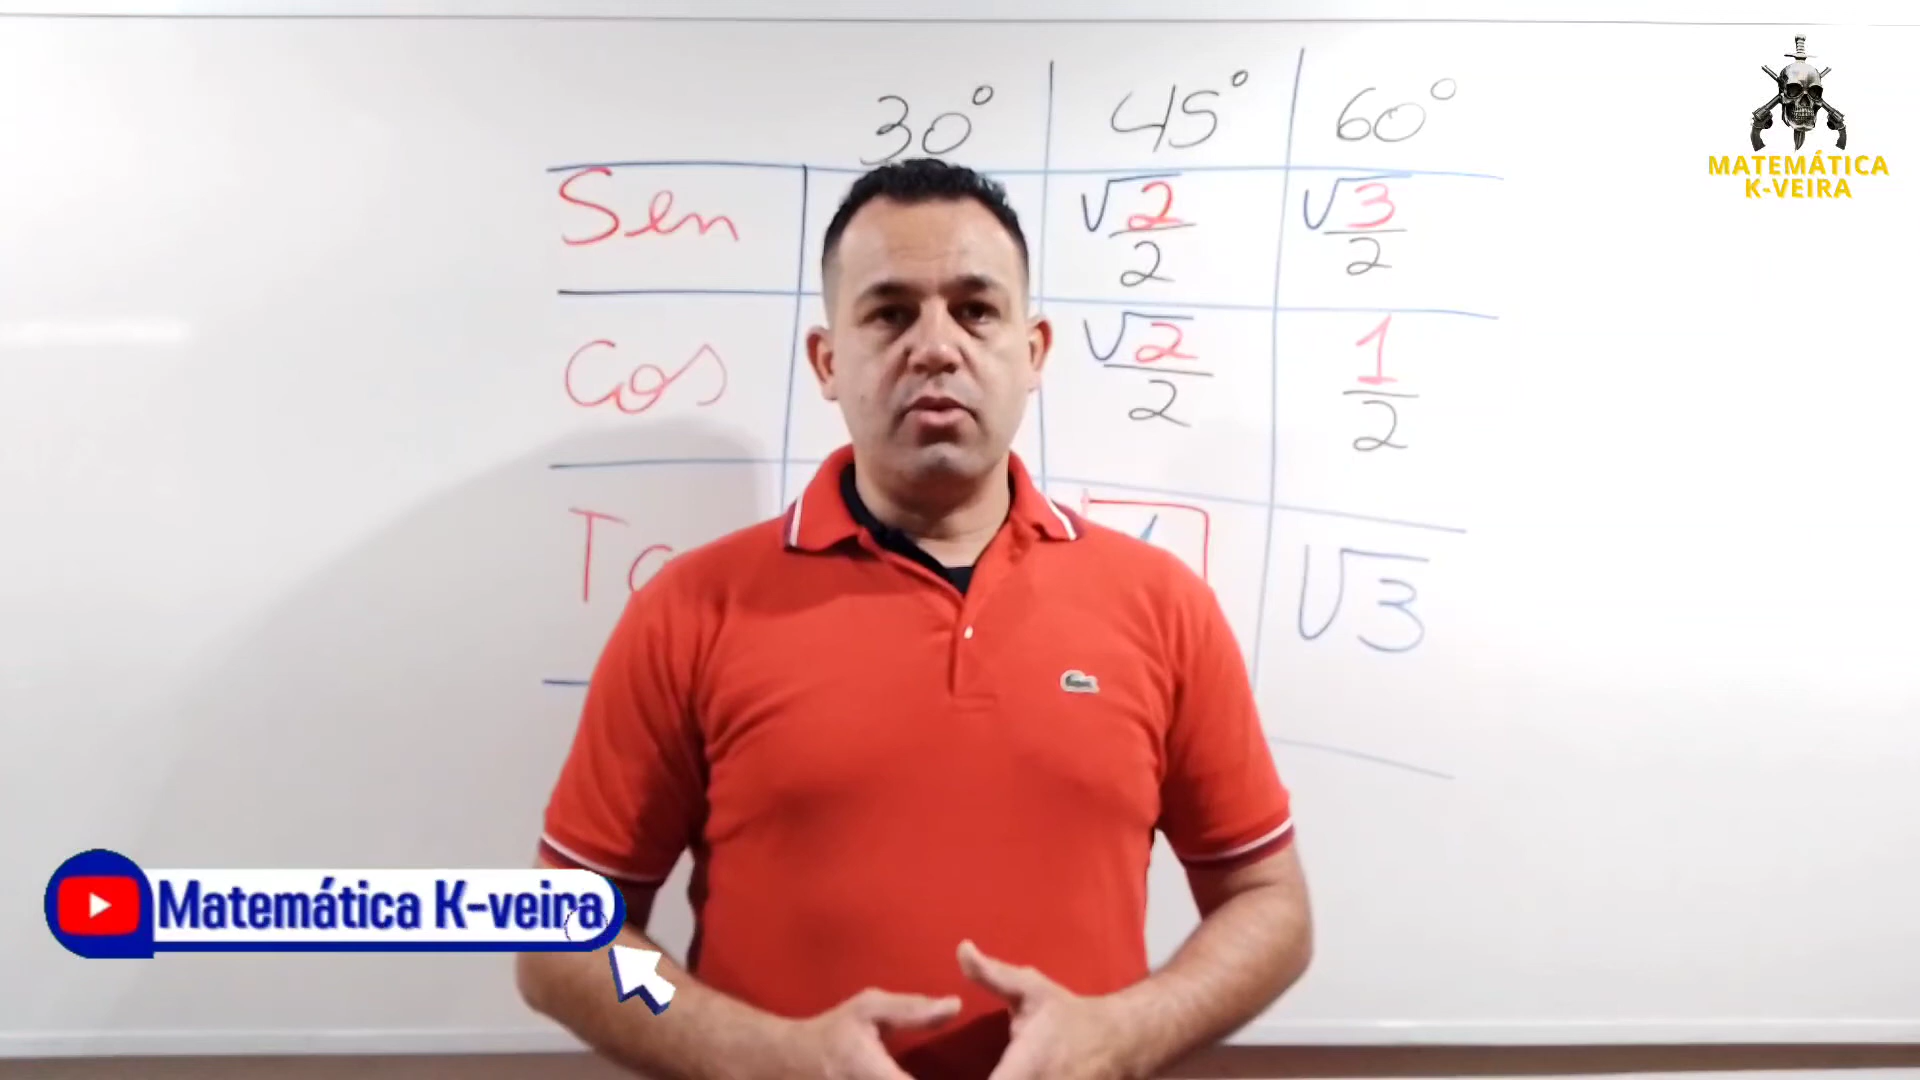 30° 45° 60°
Sen √2/2 √3/2
Cos √2/2 1/2
√3
MATEMÁTICA
K-VEIRA
Matemática K-veira